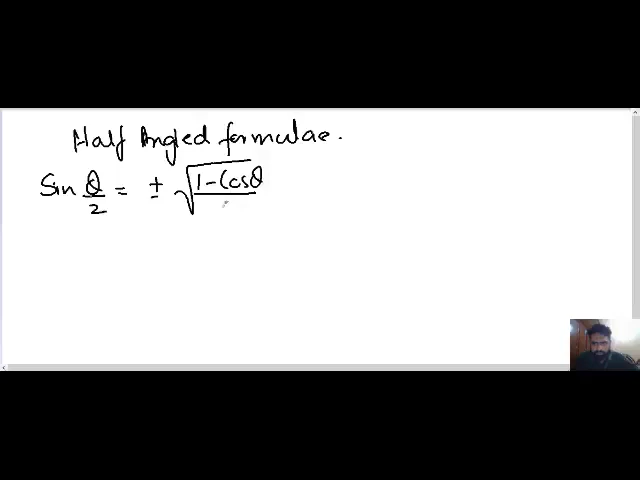 Half Angled formulae.
Sin θ/2 = ± √(1-Cosθ/